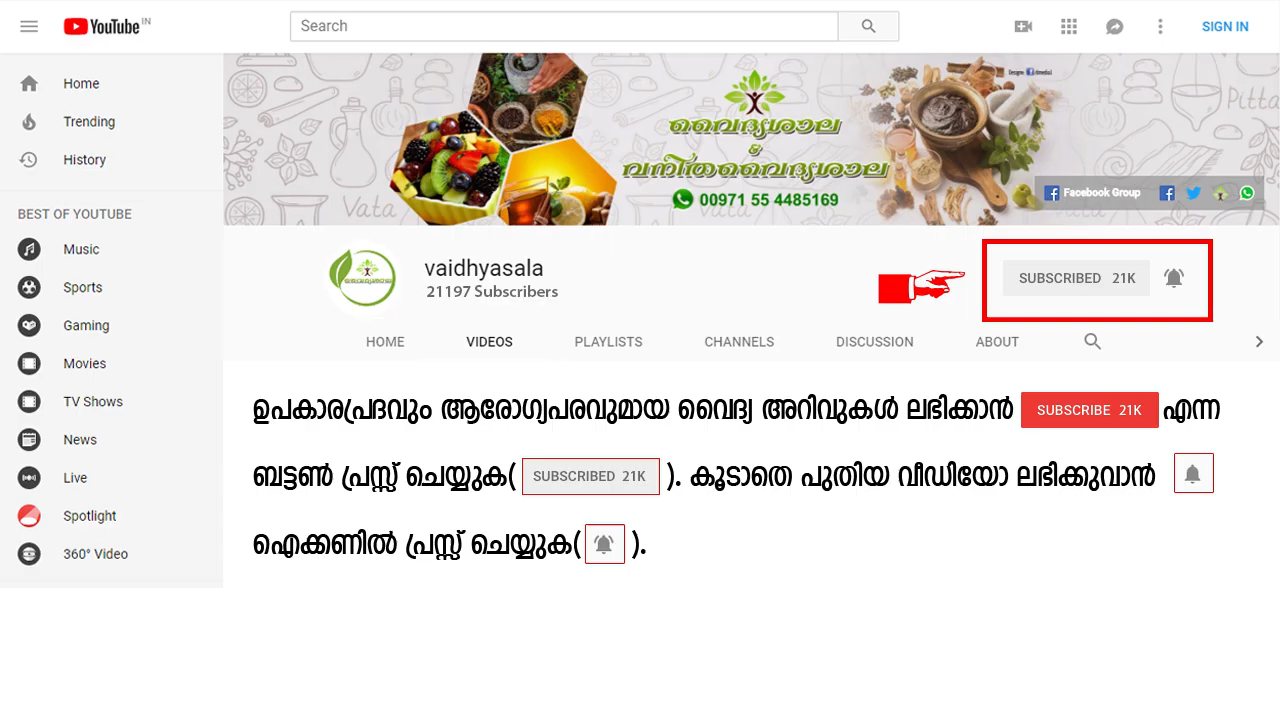 YouTube IN
Search
SIGN IN
Home
Trending
History
BEST OF YOUTUBE
Music
Sports
Gaming
Movies
TV Shows
News
Live
Spotlight
360° Video
Pitta
Vata
Vata
വൈദ്യശാല
&
വനിതവൈദ്യശാല
00971 55 4485169
Facebook Group
vaidhyasala
21197 Subscribers
SUBSCRIBED 21K
HOME VIDEOS PLAYLISTS CHANNELS DISCUSSION ABOUT
ഉപകാരപ്രദവും ആരോഗ്യപരവുമായ വൈദ്യ അറിവുകൾ ലഭിക്കാൻ SUBSCRIBE 21K എന്ന
ബട്ടൺ പ്രസ്സ് ചെയ്യുക( SUBSCRIBED 21K ). കൂടാതെ പുതിയ വീഡിയോ ലഭിക്കുവാൻ
ഐക്കണിൽ പ്രസ്സ് ചെയ്യുക( ).